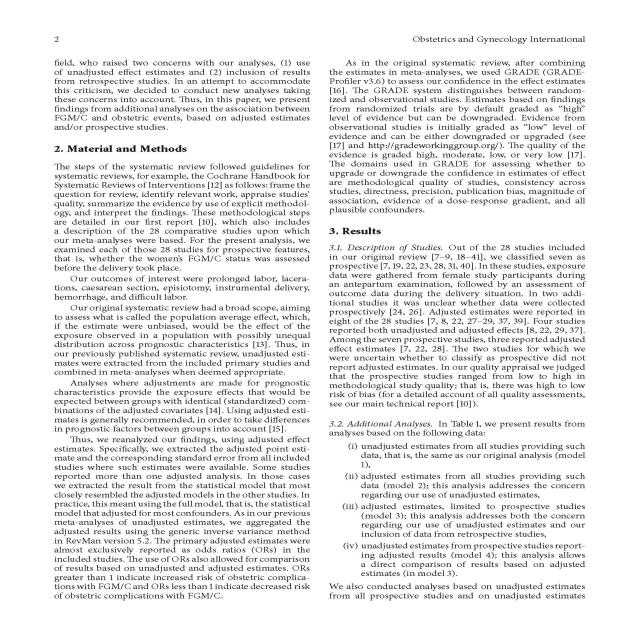 2
Obstetrics and Gynecology International
field, who raised two concerns with our analyses, (1) use
of unadjusted effect estimates and (2) inclusion of results
from retrospective studies. In an attempt to accommodate
this criticism, we decided to conduct new analyses taking
these concerns into account. Thus, in this paper, we present
findings from additional analyses on the association between
FGM/C and obstetric events, based on adjusted estimates
and/or prospective studies.
2. Material and Methods
The steps of the systematic review followed guidelines for
systematic reviews, for example, the Cochrane Handbook for
Systematic Reviews of Interventions [12] as follows: frame the
question for review, identify relevant work, appraise studies'
quality, summarize the evidence by use of explicit methodol-
ogy, and interpret the findings. These methodological steps
are detailed in our first report [10], which also includes
a description of the 28 comparative studies upon which
our meta-analyses were based. For the present analysis, we
examined each of those 28 studies for prospective features,
that is, whether the women's FGM/C status was assessed
before the delivery took place.
Our outcomes of interest were prolonged labor, lacera-
tions, caesarean section, episiotomy, instrumental delivery,
hemorrhage, and difficult labor.
Our original systematic review had a broad scope, aiming
to assess what is called the population average effect, which,
if the estimate were unbiased, would be the effect of the
exposure observed in a population with possibly unequal
distribution across prognostic characteristics [13]. Thus, in
our previously published systematic review, unadjusted esti-
mates were extracted from the included primary studies and
combined in meta-analyses when deemed appropriate.
Analyses where adjustments are made for prognostic
characteristics provide the exposure effects that would be
expected between groups with identical (standardized) com-
binations of the adjusted covariates [14]. Using adjusted esti-
mates is generally recommended, in order to take differences
in prognostic factors between groups into account [15].
Thus, we reanalyzed our findings, using adjusted effect
estimates. Specifically, we extracted the adjusted point esti-
mate and the corresponding standard error from all included
studies where such estimates were available. Some studies
reported more than one adjusted analysis. In those cases
we extracted the result from the statistical model that most
closely resembled the adjusted models in the other studies. In
practice, this meant using the full model, that is, the statistical
model that adjusted for most confounders. As in our previous
meta-analyses of unadjusted estimates, we aggregated the
adjusted results using the generic inverse variance method
in RevMan version 5.2. The primary adjusted estimates were
almost exclusively reported as odds ratios (ORs) in the
included studies. The use of ORs also allowed for comparison
of results based on unadjusted and adjusted estimates. ORs
greater than 1 indicate increased risk of obstetric complica-
tions with FGM/C and ORs less than 1 indicate decreased risk
of obstetric complications with FGM/C.
As in the original systematic review, after combining
the estimates in meta-analyses, we used GRADE (GRADE-
Profiler v3.6) to assess our confidence in the effect estimates
[16]. The GRADE system distinguishes between random-
ized and observational studies. Estimates based on findings
from randomized trials are by default graded as "high"
level of evidence but can be downgraded. Evidence from
observational studies is initially graded as "low" level of
evidence and can be either downgraded or upgraded (see
[17] and http://gradeworkinggroup.org/). The quality of the
evidence is graded high, moderate, low, or very low [17].
The domains used in GRADE for assessing whether to
upgrade or downgrade the confidence in estimates of effect
are methodological quality of studies, consistency across
studies, directness, precision, publication bias, magnitude of
association, evidence of a dose-response gradient, and all
plausible confounders.
3. Results
3.1. Description of Studies. Out of the 28 studies included
in our original review [7–9, 18–41], we classified seven as
prospective [7, 19, 22, 23, 28, 31, 40]. In these studies, exposure
data were gathered from female study participants during
an antepartum examination, followed by an assessment of
outcome data during the delivery situation. In two addi-
tional studies it was unclear whether data were collected
prospectively [24, 26]. Adjusted estimates were reported in
eight of the 28 studies [7, 8, 22, 27–29, 37, 39]. Four studies
reported both unadjusted and adjusted effects [8, 22, 29, 37].
Among the seven prospective studies, three reported adjusted
effect estimates [7, 22, 28]. The two studies for which we
were uncertain whether to classify as prospective did not
report adjusted estimates. In our quality appraisal we judged
that the prospective studies ranged from low to high in
methodological study quality; that is, there was high to low
risk of bias (for a detailed account of all quality assessments,
see our main technical report [10]).
3.2. Additional Analyses. In Table 1, we present results from
analyses based on the following data:
(i) unadjusted estimates from all studies providing such
data, that is, the same as our original analysis (model
1),
(ii) adjusted estimates from all studies providing such
data (model 2); this analysis addresses the concern
regarding our use of unadjusted estimates,
(iii) adjusted estimates, limited to prospective studies
(model 3); this analysis addresses both the concern
regarding our use of unadjusted estimates and our
inclusion of data from retrospective studies,
(iv) unadjusted estimates from prospective studies report-
ing adjusted results (model 4); this analysis allows
a direct comparison of results based on adjusted
estimates (in model 3).
We also conducted analyses based on unadjusted estimates
from all prospective studies and on unadjusted estimates